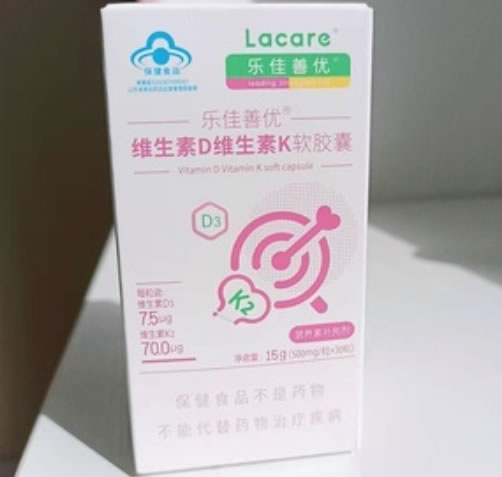 Lacare®
乐佳善优®
保健食品
乐佳善优®
维生素D维生素K软胶囊
Vitamin D Vitamin K soft capsule
D3
K2
每粒含:
维生素D3
7.5μg
维生素K2
70.0μg
营养素补充剂
净含量: 15g (500mg/粒×30粒)
保健食品不是药物
不能代替药物治疗疾病